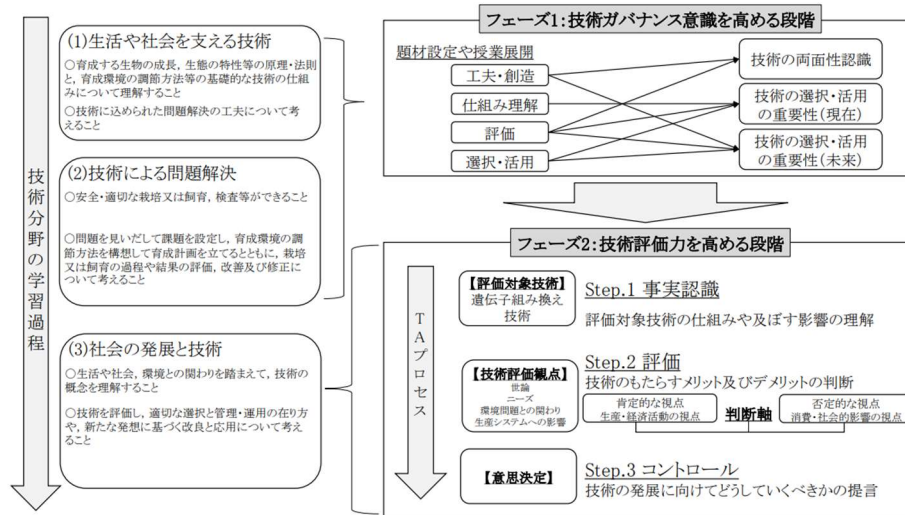 技術分野の学習過程
(1)生活や社会を支える技術
○育成する生物の成長, 生態の特性等の原理・法則
と, 育成環境の調節方法等の基礎的な技術の仕組
みについて理解すること
○技術に込められた問題解決の工夫について考
えること
(2)技術による問題解決
○安全・適切な栽培又は飼育, 検査等ができること
○問題を見いだして課題を設定し, 育成環境の調
節方法を構想して育成計画を立てるとともに, 栽培
又は飼育の過程や結果の評価, 改善及び修正に
ついて考えること
(3)社会の発展と技術
○生活や社会, 環境との関わりを踏まえて, 技術の
概念を理解すること
○技術を評価し, 適切な選択と管理・運用の在り方
や, 新たな発想に基づく改良と応用について考え
ること
フェーズ1:技術ガバナンス意識を高める段階
題材設定や授業展開
工夫・創造
仕組み理解
評価
選択・活用
技術の両面性認識
技術の選択・活用
の重要性(現在)
技術の選択・活用
の重要性(未来)
フェーズ2:技術評価力を高める段階
TAプロセス
【評価対象技術】
遺伝子組み換え
技術
Step.1 事実認識
評価対象技術の仕組みや及ぼす影響の理解
【技術評価観点】
世論
ニーズ
環境問題との関わり
生産システムへの影響
Step.2 評価
技術のもたらすメリット及びデメリットの判断
肯定的な視点
生産・経済活動の視点
判断軸
否定的な視点
消費・社会的影響の視点
【意思決定】
Step.3 コントロール
技術の発展に向けてどうしていくべきかの提言